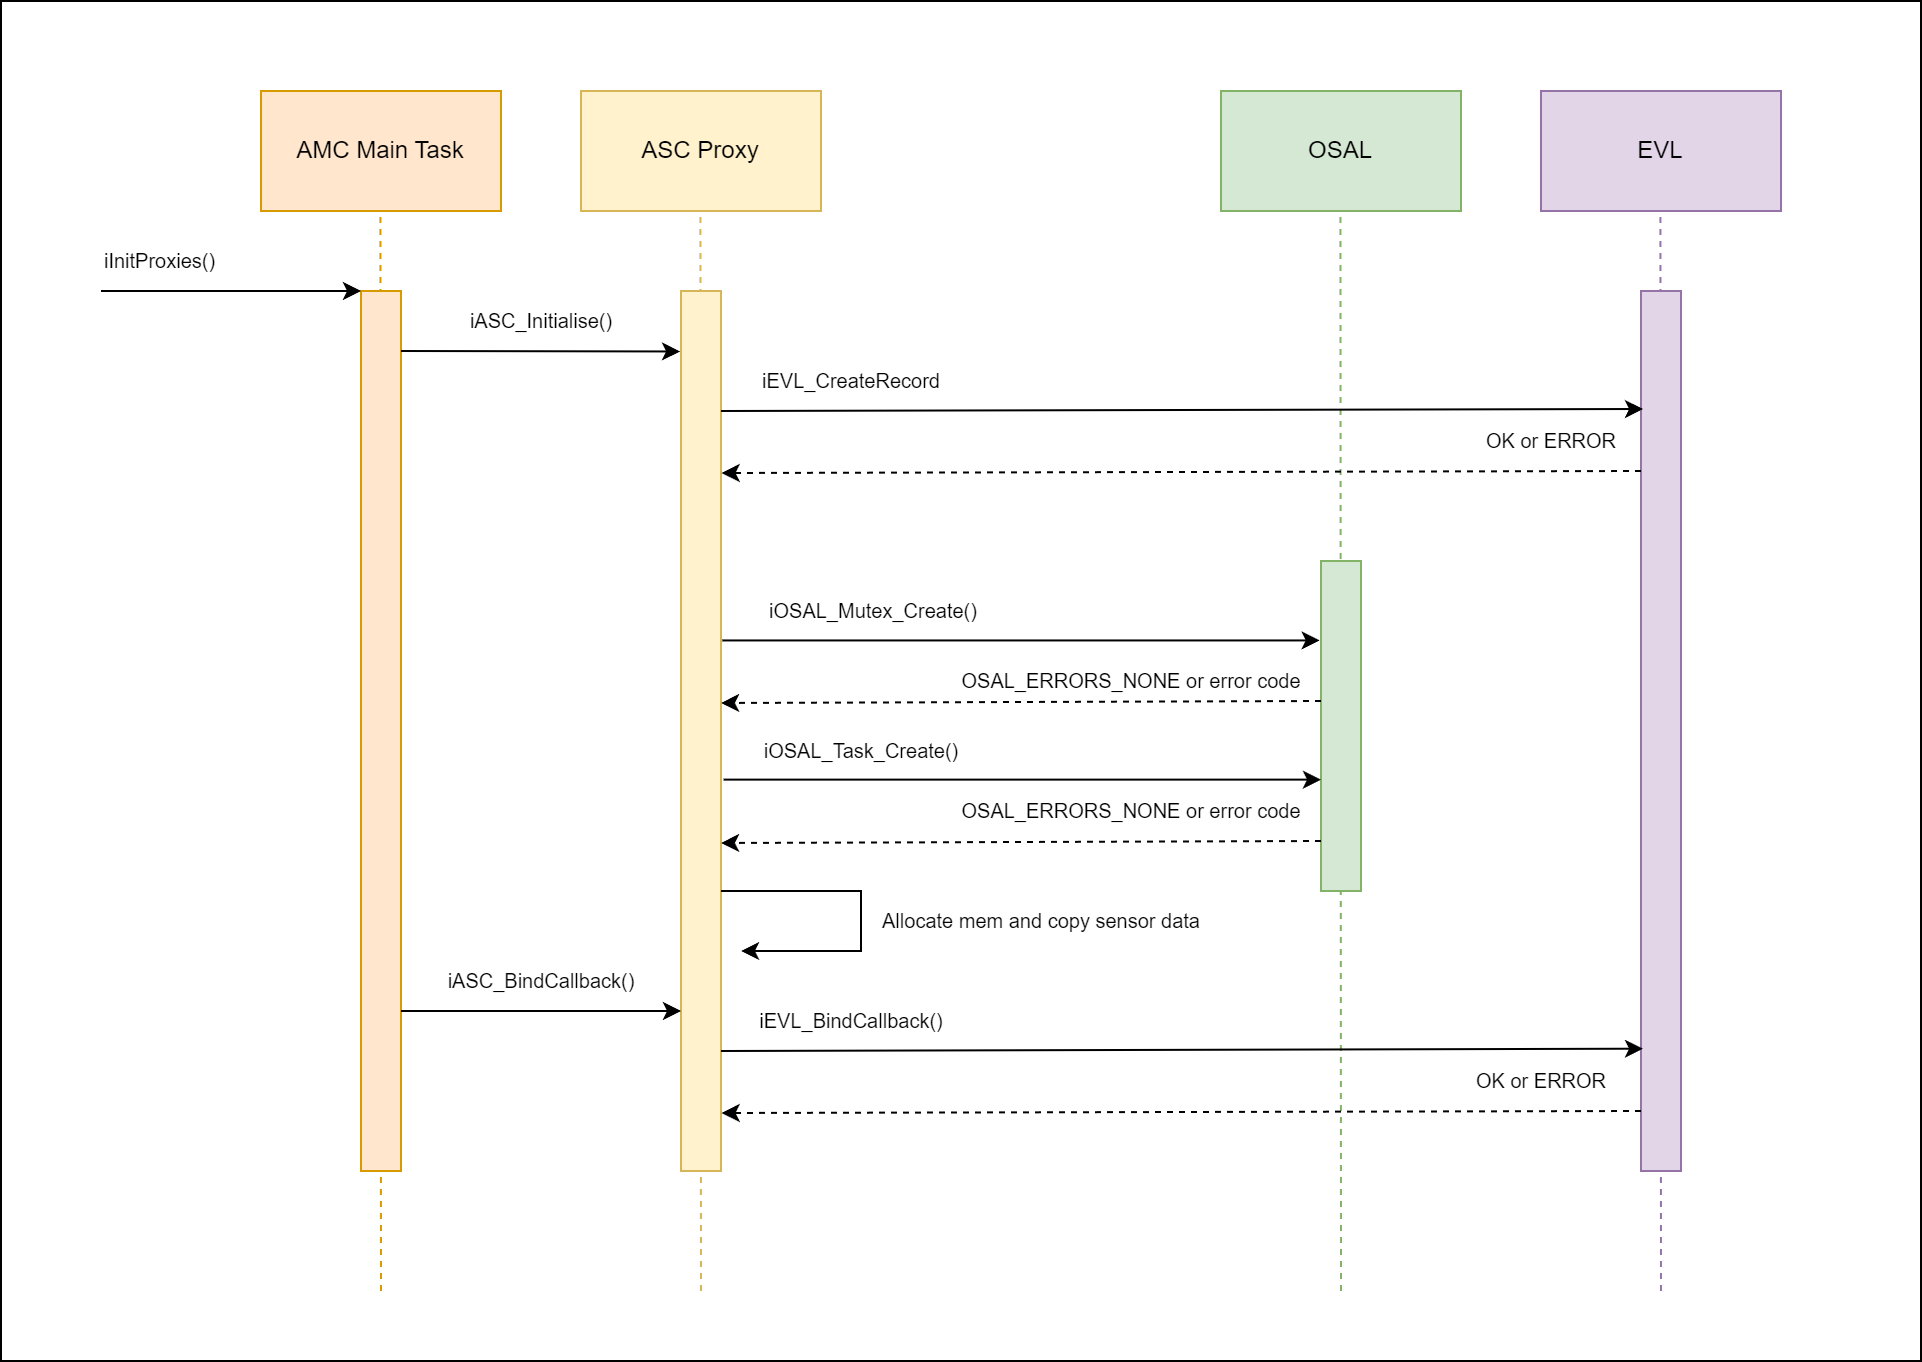 AMC Main Task
ASC Proxy
OSAL
EVL
iInitProxies()
iASC_Initialise()
iEVL_CreateRecord
OK or ERROR
iOSAL_Mutex_Create()
OSAL_ERRORS_NONE or error code
iOSAL_Task_Create()
OSAL_ERRORS_NONE or error code
Allocate mem and copy sensor data
iASC_BindCallback()
iEVL_BindCallback()
OK or ERROR